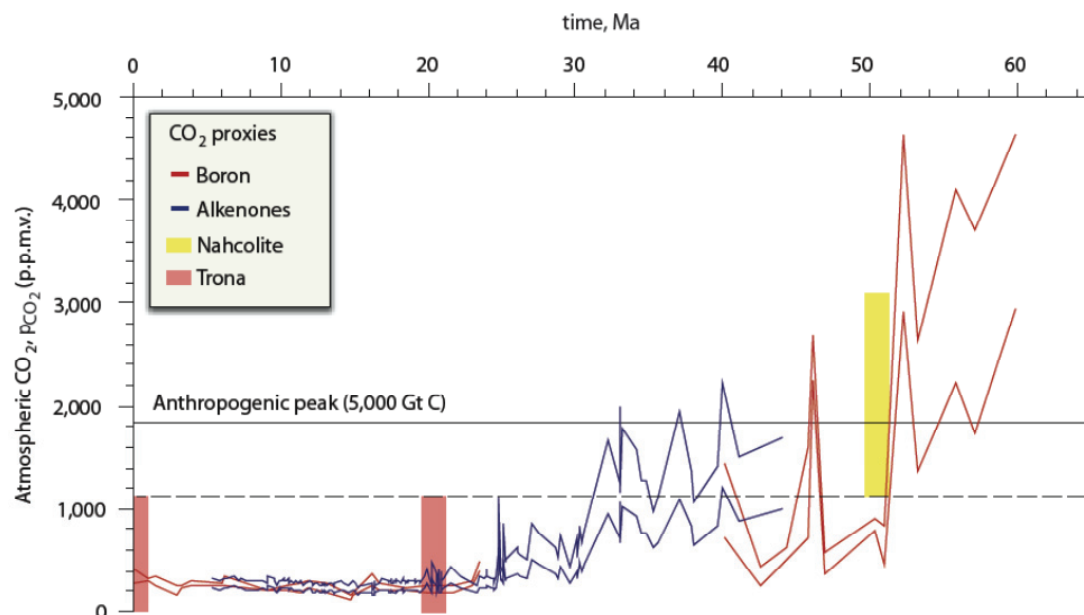 time, Ma
0 10 20 30 40 50 60
5,000
4,000
3,000
2,000
1,000
0
Atmospheric CO₂, pCO₂ (p.p.m.v.)
CO₂ proxies
Boron
Alkenones
Nahcolite
Trona
Anthropogenic peak (5,000 Gt C)